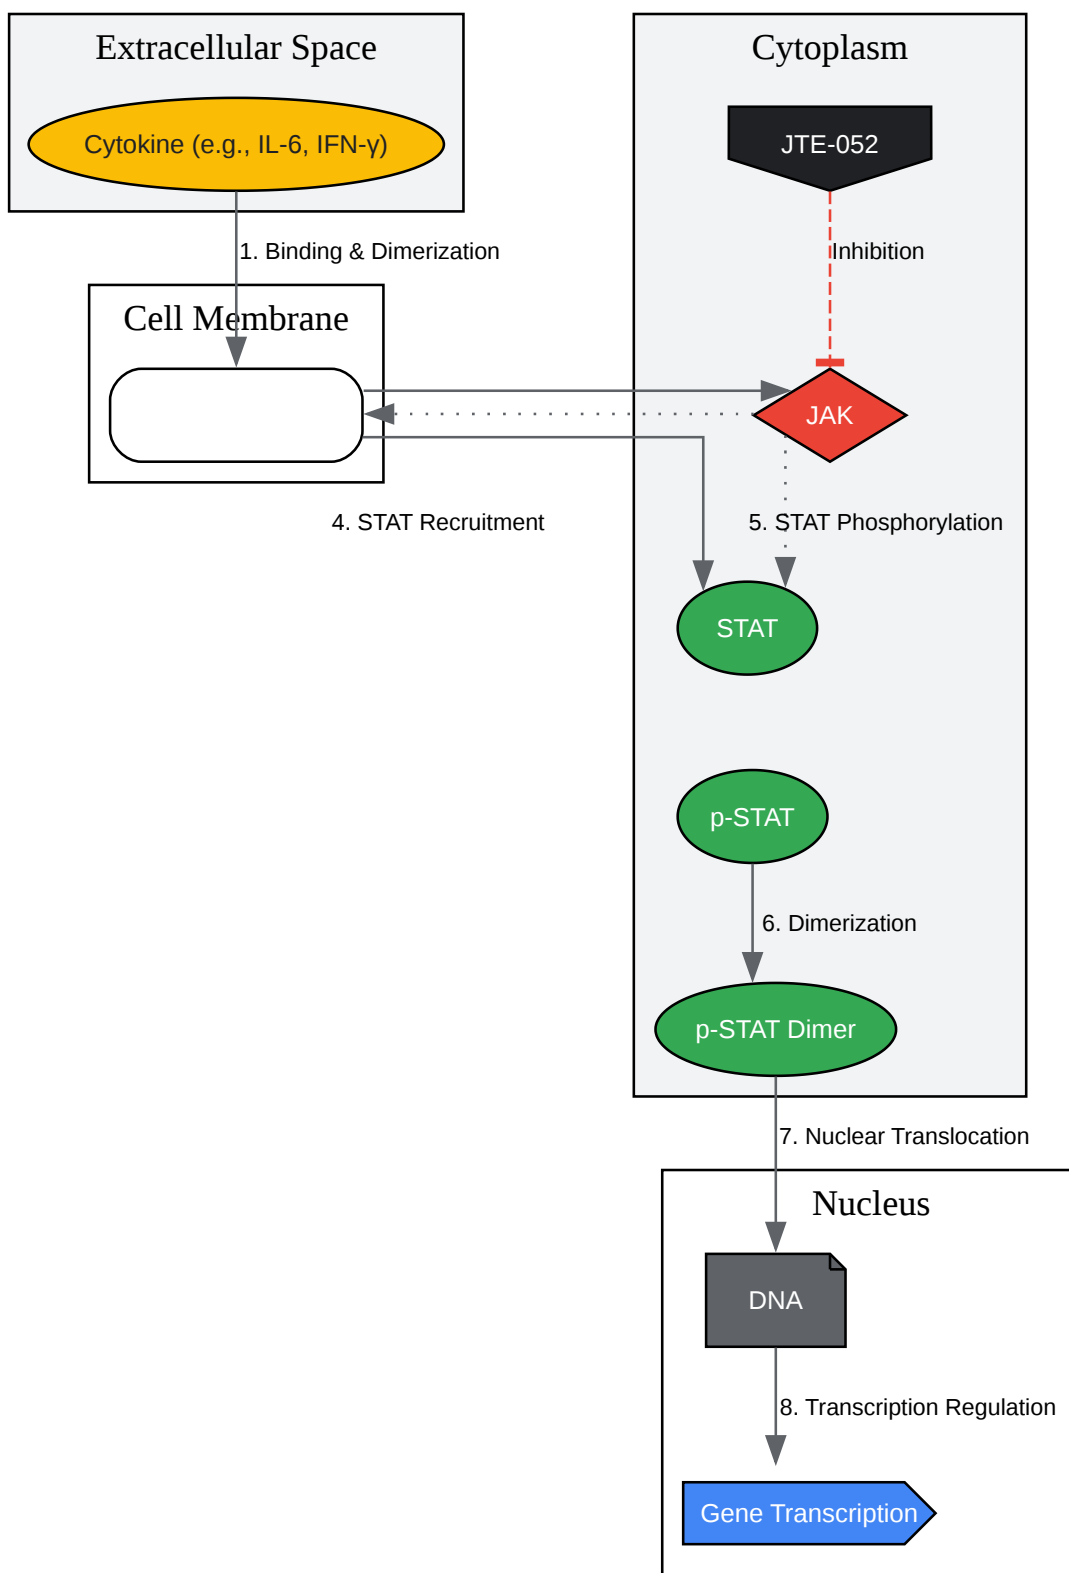 Extracellular Space
Cytoplasm
Cytokine (e.g., IL-6, IFN-γ)
JTE-052
1. Binding & Dimerization
Inhibition
Cell Membrane
JAK
4. STAT Recruitment
5. STAT Phosphorylation
STAT
p-STAT
6. Dimerization
p-STAT Dimer
7. Nuclear Translocation
Nucleus
DNA
8. Transcription Regulation
Gene Transcription